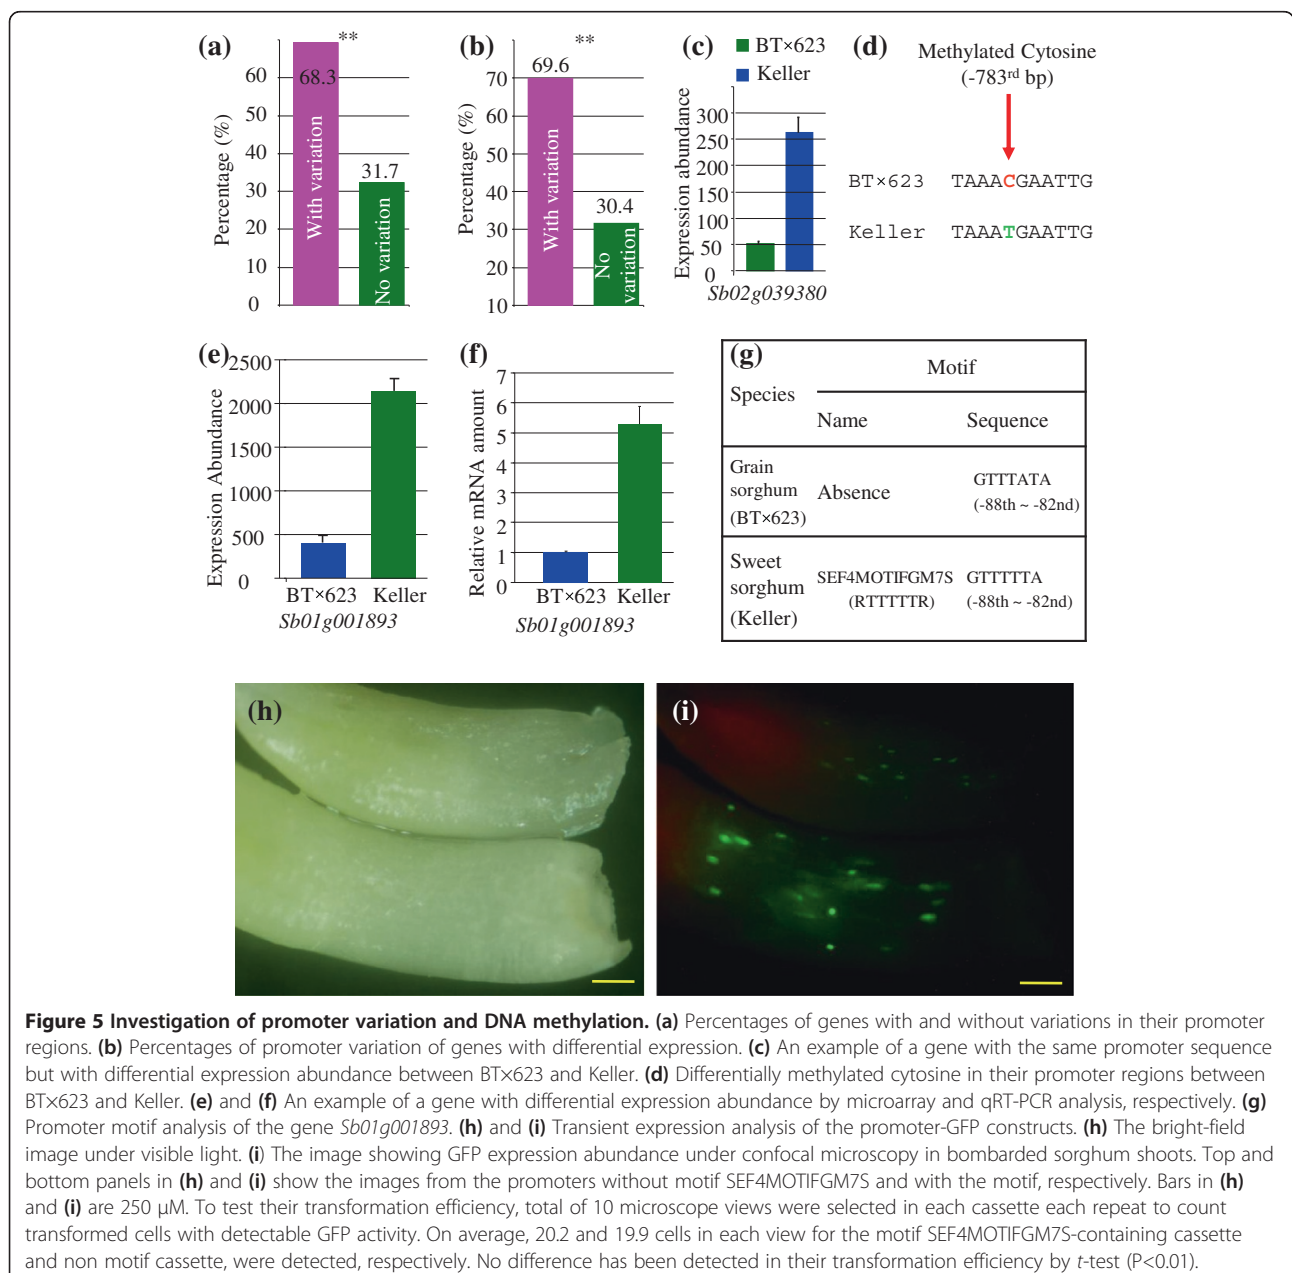 (a)
**
68.3
31.7
With variation
No variation
Percentage (%)
60
50
40
30
20
10
0
(b)
**
69.6
30.4
With variation
No variation
Percentage (%)
70
60
50
40
30
20
10
(c)
BT×623
Keller
Expression abundance
300
250
200
150
100
50
0
Sb02g039380
(d)
Methylated Cytosine
(-783rd bp)
BT×623 TAAACGAATTG
Keller TAAATGAATTG
(e)
Expression Abundance
2500
2000
1500
1000
500
0
BT×623 Keller
Sb01g001893
(f)
Relative mRNA amount
7
6
5
4
3
2
1
0
BT×623 Keller
Sb01g001893
(g)
Motif
Species
Name Sequence
Grain
sorghum
(BT×623)
Absence
GTTTATA
(-88th ~ -82nd)
Sweet
sorghum
(Keller)
SEF4MOTIFGM7S
(RTTTTTR)
GTTTTTA
(-88th ~ -82nd)
(h)
(i)
Figure 5 Investigation of promoter variation and DNA methylation. (a) Percentages of genes with and without variations in their promoter
regions. (b) Percentages of promoter variation of genes with differential expression. (c) An example of a gene with the same promoter sequence
but with differential expression abundance between BT×623 and Keller. (d) Differentially methylated cytosine in their promoter regions between
BT×623 and Keller. (e) and (f) An example of a gene with differential expression abundance by microarray and qRT-PCR analysis, respectively. (g)
Promoter motif analysis of the gene Sb01g001893. (h) and (i) Transient expression analysis of the promoter-GFP constructs. (h) The bright-field
image under visible light. (i) The image showing GFP expression abundance under confocal microscopy in bombarded sorghum shoots. Top and
bottom panels in (h) and (i) show the images from the promoters without motif SEF4MOTIFGM7S and with the motif, respectively. Bars in (h)
and (i) are 250 μM. To test their transformation efficiency, total of 10 microscope views were selected in each cassette each repeat to count
transformed cells with detectable GFP activity. On average, 20.2 and 19.9 cells in each view for the motif SEF4MOTIFGM7S-containing cassette
and non motif cassette, were detected, respectively. No difference has been detected in their transformation efficiency by t-test (P<0.01).